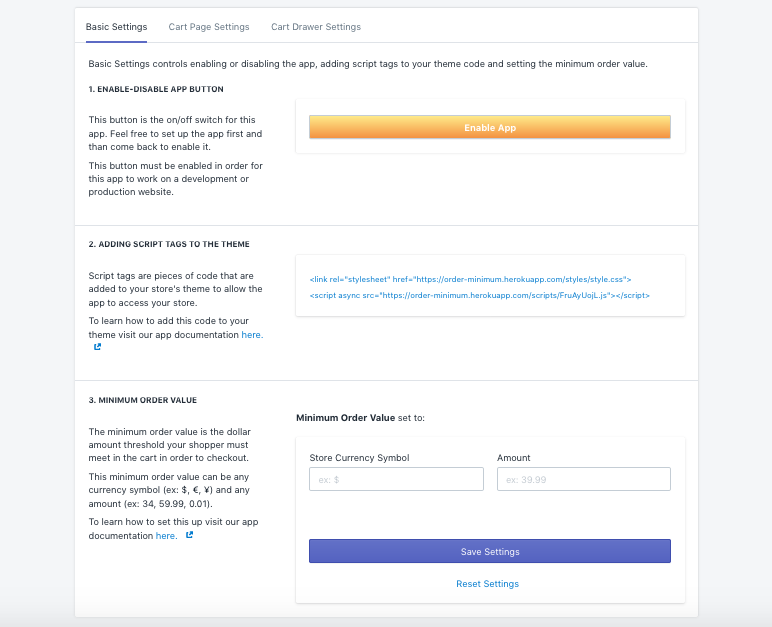 Basic Settings Cart Page Settings Cart Drawer Settings
Basic Settings controls enabling or disabling the app, adding script tags to your theme code and setting the minimum order value.
1. ENABLE-DISABLE APP BUTTON
This button is the on/off switch for this
app. Feel free to set up the app first and
than come back to enable it.
This button must be enabled in order for
this app to work on a development or
production website.
Enable App
2. ADDING SCRIPT TAGS TO THE THEME
Script tags are pieces of code that are
added to your store's theme to allow the
app to access your store.
To learn how to add this code to your
theme visit our app documentation here.
<link rel="stylesheet" href="https://order-minimum.herokuapp.com/styles/style.css">
<script async src="https://order-minimum.herokuapp.com/scripts/FruAyUojL.js"></script>
3. MINIMUM ORDER VALUE
The minimum order value is the dollar
amount threshold your shopper must
meet in the cart in order to checkout.
This minimum order value can be any
currency symbol (ex: $, €, ¥) and any
amount (ex: 34, 59.99, 0.01).
To learn how to set this up visit our app
documentation here.
Minimum Order Value set to:
Store Currency Symbol Amount
ex: $ ex: 39.99
Save Settings
Reset Settings